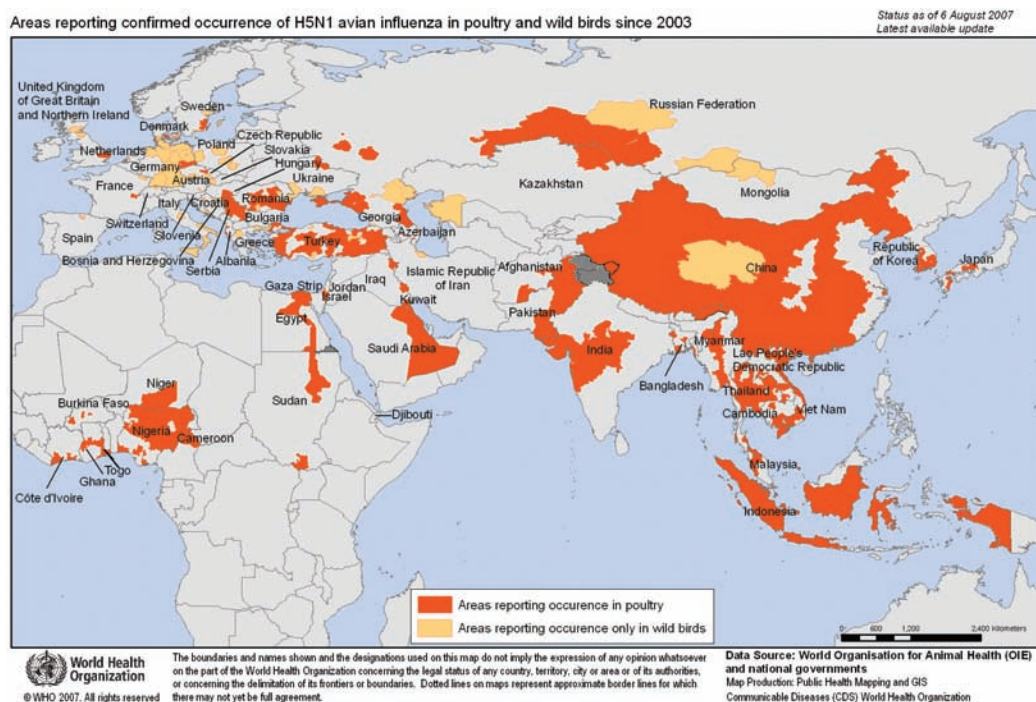 Areas reporting confirmed occurrence of H5N1 avian influenza in poultry and wild birds since 2003
Status as of 6 August 2007
Latest available update
United Kingdom
of Great Britain
and Northern Ireland
Sweden
Denmark
Netherlands
Poland
Czech Republic
Slovakia
Hungary
Germany
Ukraine
Austria
France
Romania
Italy
Croatia
Switzerland
Bulgaria
Slovenia
Spain
Greece
Turkey
Bosnia and Herzegovina
Albania
Serbia
Georgia
Azerbaijan
Russian Federation
Kazakhstan
Mongolia
China
Republic
of Korea
Japan
Afghanistan
Islamic Republic
of Iran
Iraq
Jordan
Israel
Gaza Strip
Kuwait
Egypt
Pakistan
Saudi Arabia
India
Myanmar
Lao People's
Democratic Republic
Bangladesh
Thailand
Viet Nam
Cambodia
Sudan
Djibouti
Niger
Burkina Faso
Nigeria
Cameroon
Togo
Ghana
Côte d'Ivoire
Malaysia
Indonesia
Areas reporting occurence in poultry
Areas reporting occurence only in wild birds
0 600 1,200 2,400 Kilometers
World Health
Organization
© WHO 2007. All rights reserved
The boundaries and names shown and the designations used on this map do not imply the expression of any opinion whatsoever
on the part of the World Health Organization concerning the legal status of any country, territory, city or area or of its authorities,
or concerning the delimitation of its frontiers or boundaries. Dotted lines on maps represent approximate border lines for which
there may not yet be full agreement.
Data Source: World Organisation for Animal Health (OIE)
and national governments
Map Production: Public Health Mapping and GIS
Communicable Diseases (CDS) World Health Organization